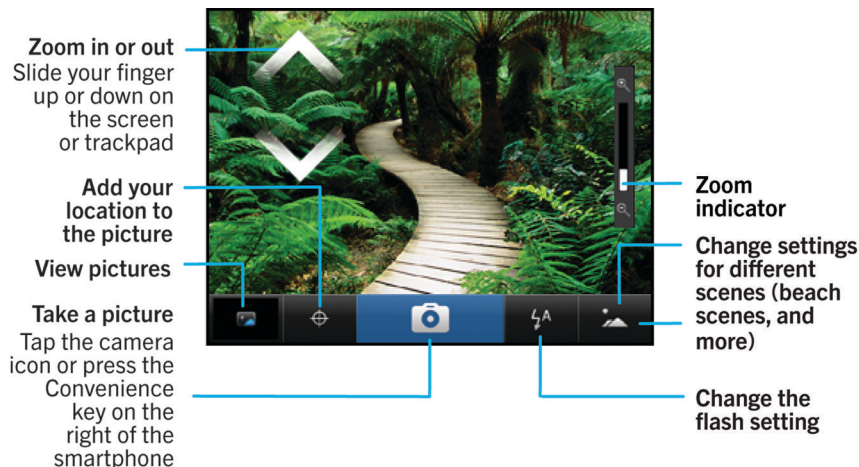 Zoom in or out
Slide your finger
up or down on
the screen
or trackpad
Add your
location to
the picture
View pictures
Take a picture
Tap the camera
icon or press the
Convenience
key on the
right of the
smartphone
A
Zoom
indicator
Change settings
for different
scenes (beach
scenes, and
more)
Change the
flash setting